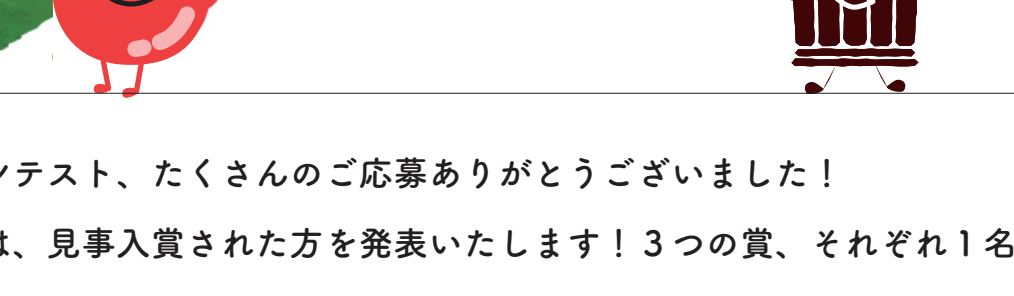 ンテスト、たくさんのご応募ありがとうございました！
は、見事入賞された方を発表いたします！３つの賞、それぞれ１名